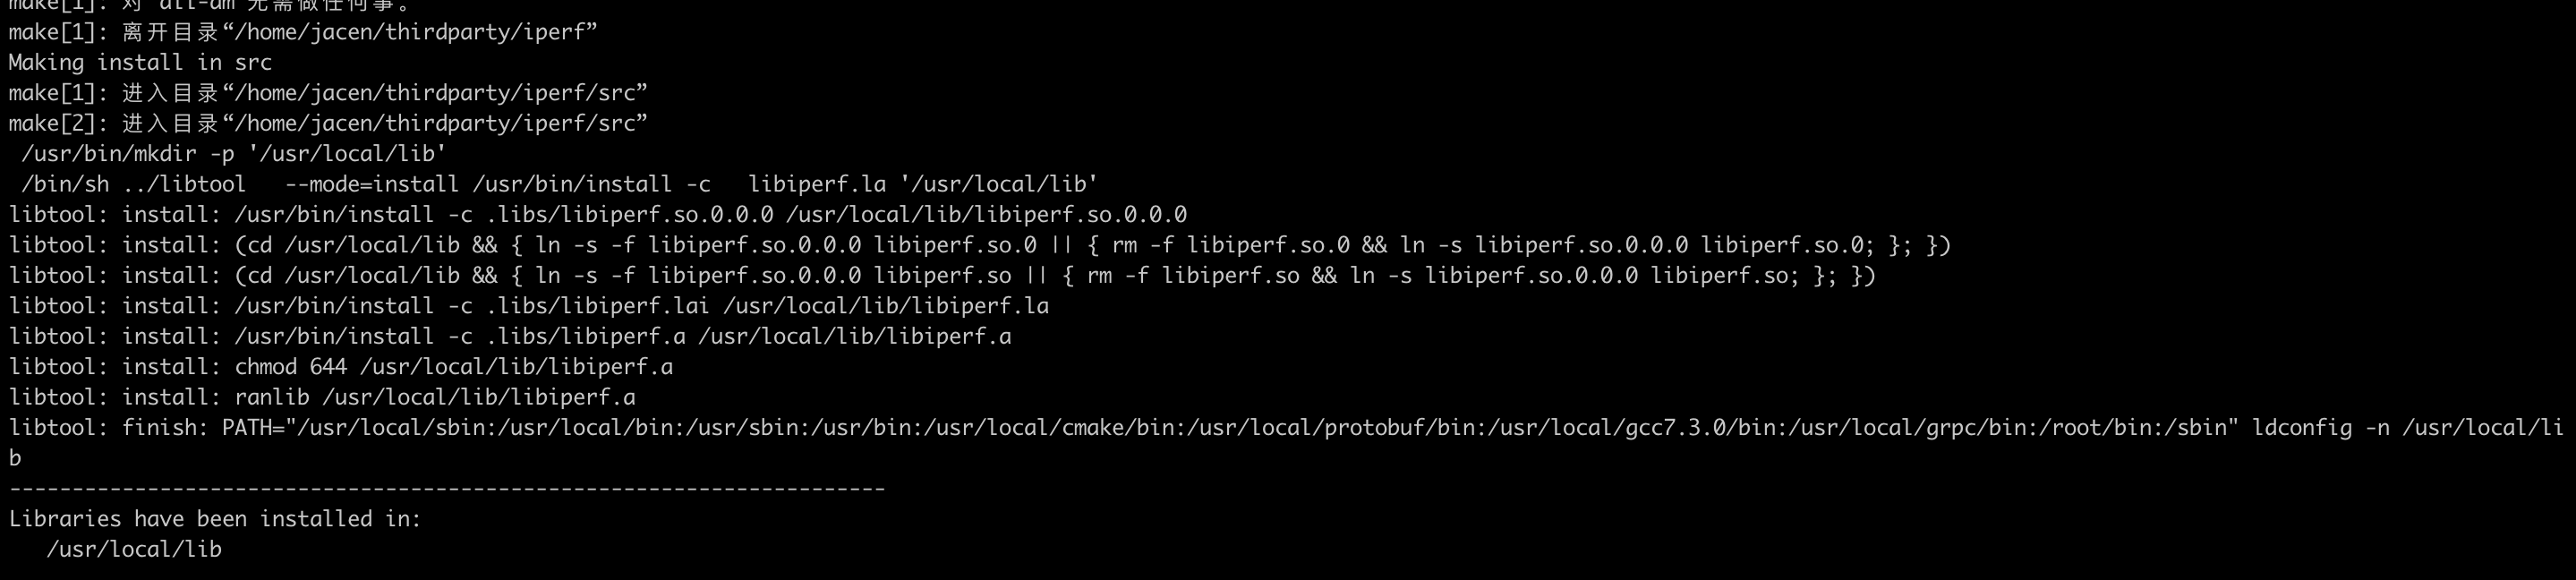 make[1]: 对“all-am”无需做任何事。
make[1]: 离开目录“/home/jacen/thirdparty/iperf”
Making install in src
make[1]: 进入目录“/home/jacen/thirdparty/iperf/src”
make[2]: 进入目录“/home/jacen/thirdparty/iperf/src”
 /usr/bin/mkdir -p '/usr/local/lib'
 /bin/sh ../libtool   --mode=install /usr/bin/install -c   libiperf.la '/usr/local/lib'
libtool: install: /usr/bin/install -c .libs/libiperf.so.0.0.0 /usr/local/lib/libiperf.so.0.0.0
libtool: install: (cd /usr/local/lib && { ln -s -f libiperf.so.0.0.0 libiperf.so.0 || { rm -f libiperf.so.0 && ln -s libiperf.so.0.0.0 libiperf.so.0; }; })
libtool: install: (cd /usr/local/lib && { ln -s -f libiperf.so.0.0.0 libiperf.so || { rm -f libiperf.so && ln -s libiperf.so.0.0.0 libiperf.so; }; })
libtool: install: /usr/bin/install -c .libs/libiperf.lai /usr/local/lib/libiperf.la
libtool: install: /usr/bin/install -c .libs/libiperf.a /usr/local/lib/libiperf.a
libtool: install: chmod 644 /usr/local/lib/libiperf.a
libtool: install: ranlib /usr/local/lib/libiperf.a
libtool: finish: PATH="/usr/local/sbin:/usr/local/bin:/usr/sbin:/usr/bin:/usr/local/cmake/bin:/usr/local/protobuf/bin:/usr/local/gcc7.3.0/bin:/usr/local/grpc/bin:/root/bin:/sbin" ldconfig -n /usr/local/li
b
----------------------------------------------------------------------
Libraries have been installed in:
   /usr/local/lib